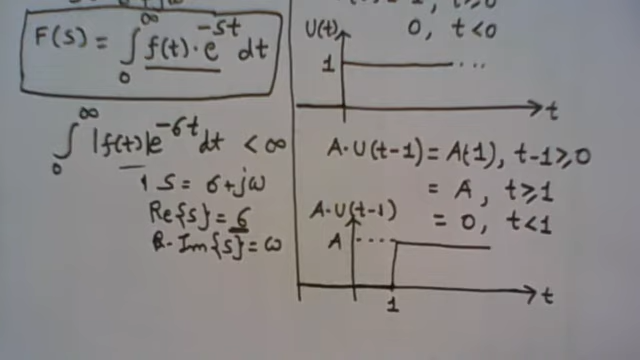 F(s) = ∫₀^∞ f(t)·e^-st dt
∫₀^∞ |f(t)|e^-σt dt < ∞
s = σ+jω
Re{s} = σ
Im{s} = ω
0, t<0
U(t)
1
...
t
A·U(t-1) = A(1), t-1≥0
= A, t≥1
= 0, t<1
A·U(t-1)
A
1
t